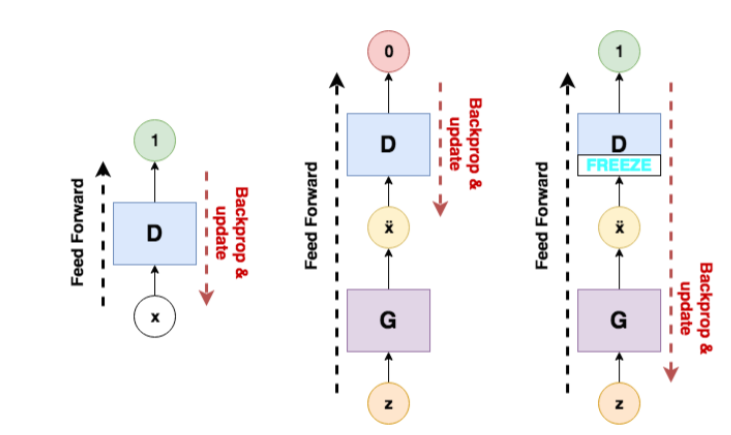 1
Feed Forward
D
Backprop &
update
x
0
Feed Forward
D
Backprop &
update
ẍ
G
z
1
Feed Forward
D
FREEZE
ẍ
G
Backprop &
update
z